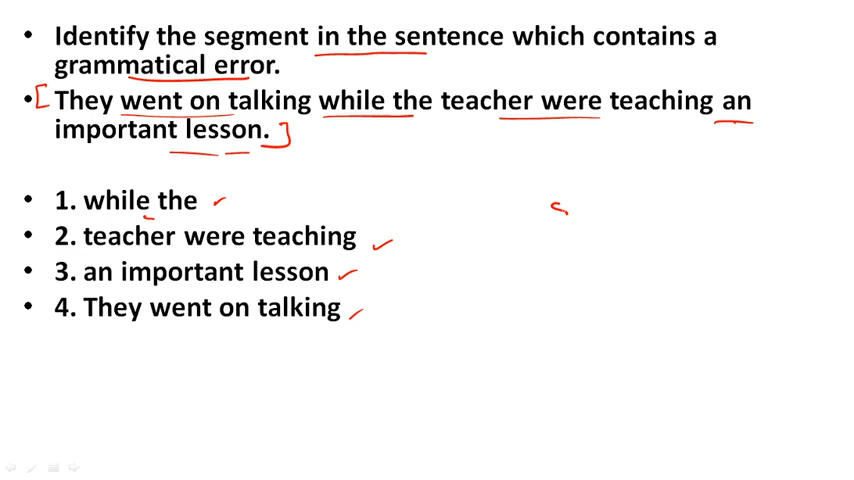 • Identify the segment in the sentence which contains a
grammatical error.
• [They went on talking while the teacher were teaching an
important lesson.]
• 1. while the
• 2. teacher were teaching
• 3. an important lesson
• 4. They went on talking